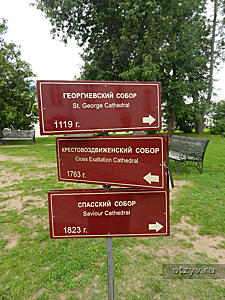 ГЕОРГИЕВСКИЙ СОБОР
St. George Cathedral
1119 г.
КРЕСТОВОЗДВИЖЕНСКИЙ СОБОР
Cross Exaltation Cathedral
1763 г.
СПАССКИЙ СОБОР
Saviour Cathedral
1823 г.
otzyv.ru